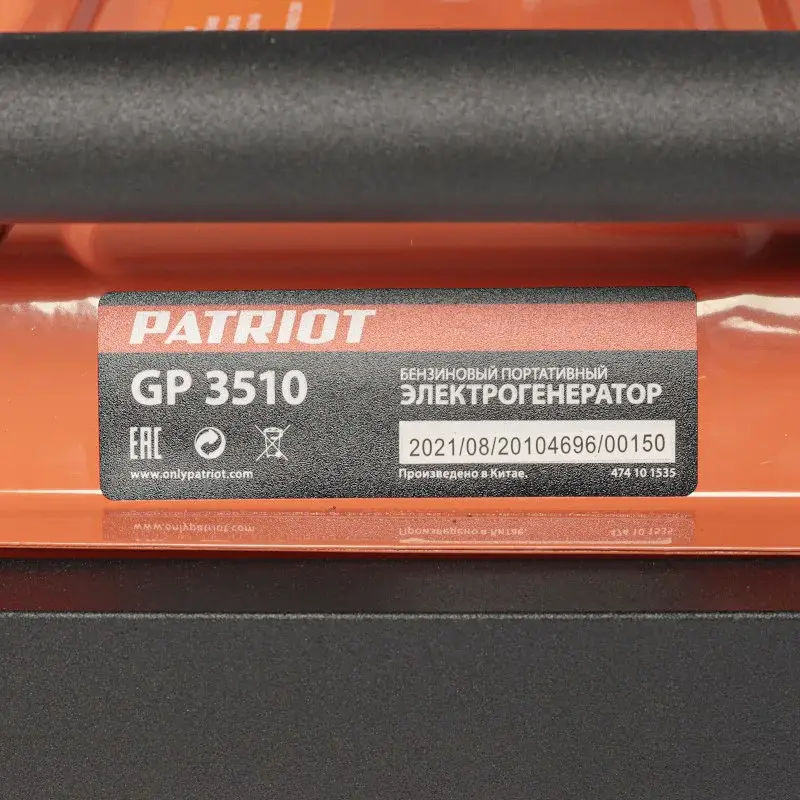 PATRIOT
GP 3510
БЕНЗИНОВЫЙ ПОРТАТИВНЫЙ
ЭЛЕКТРОГЕНЕРАТОР
2021/08/20104696/00150
EAC
www.onlypatriot.com
Произведено в Китае.
474 10 1535